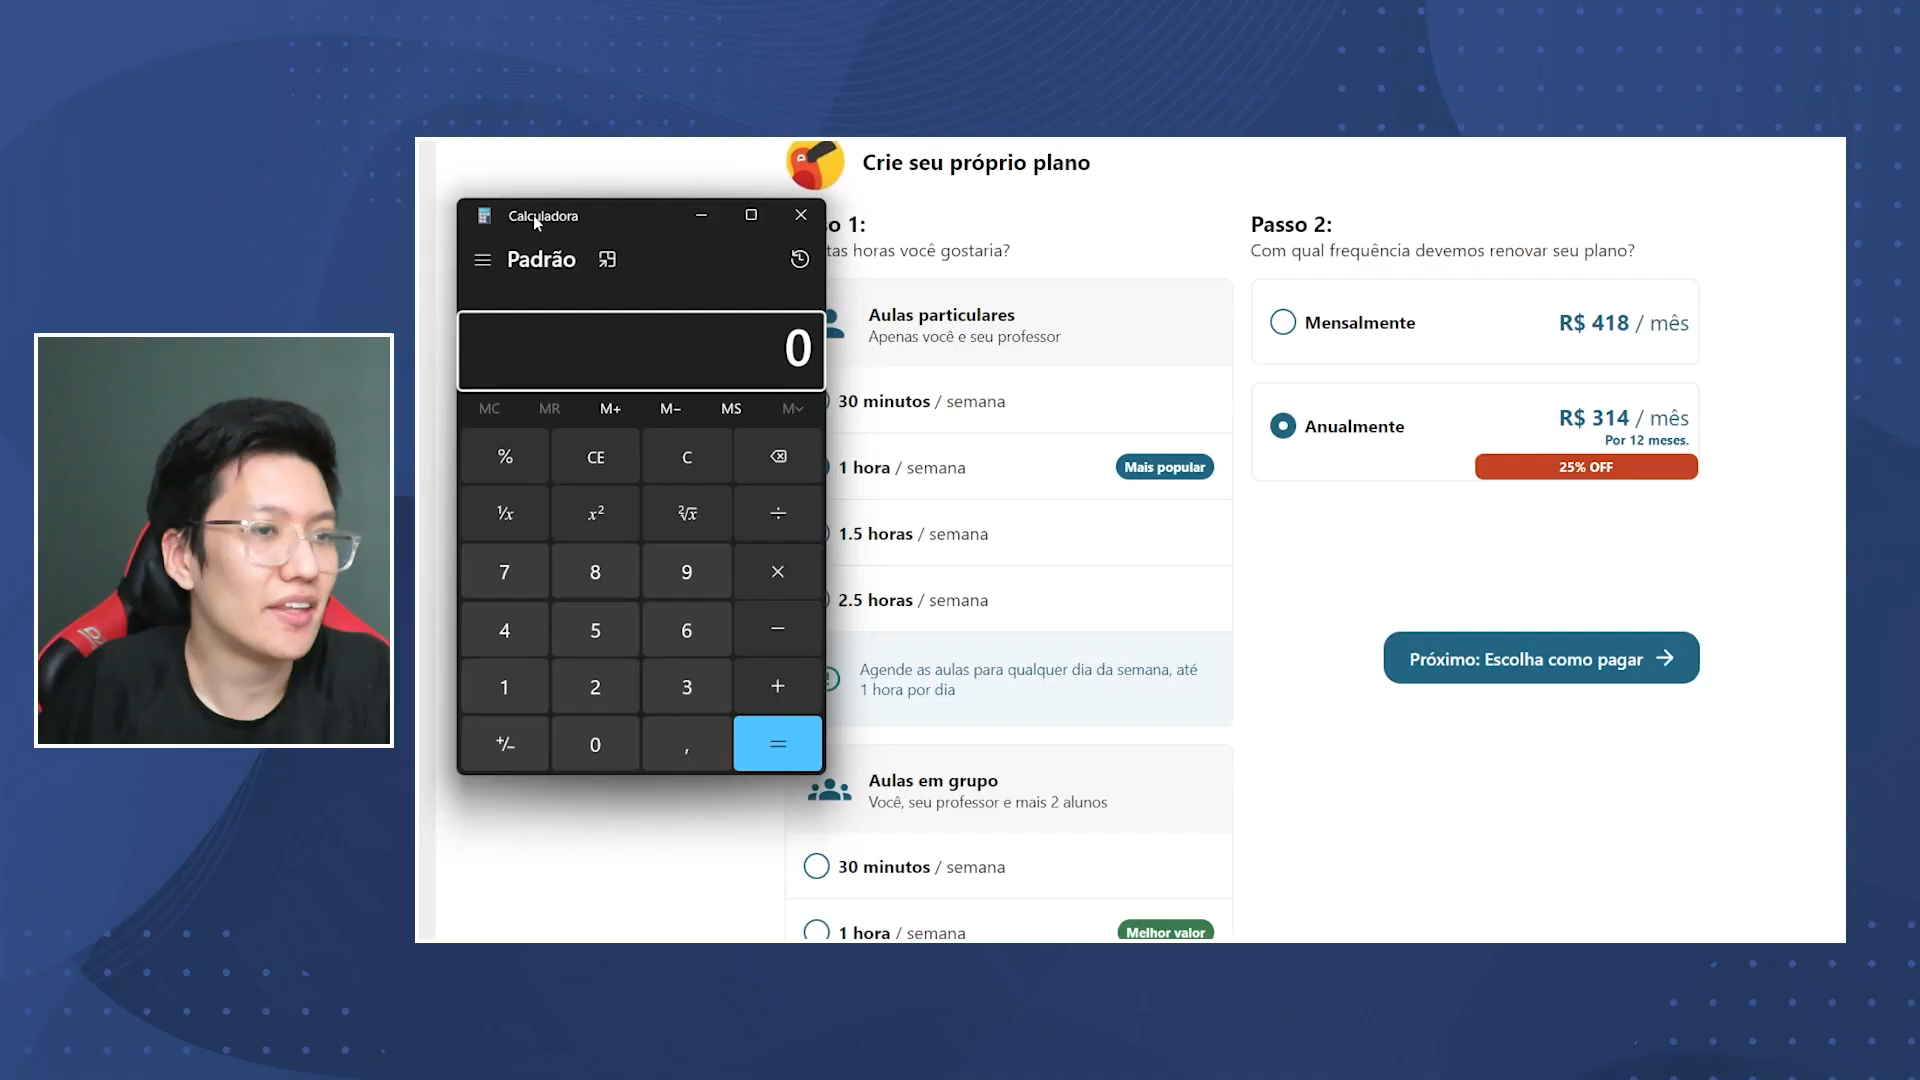 Crie seu próprio plano
Calculadora
Padrão
0
MC MR M+ M− MS M
% CE C
¹⁄x x² ²√x ÷
7 8 9 ×
4 5 6 −
1 2 3 +
+/− 0 , =
o 1:
tas horas você gostaria?
Aulas particulares
Apenas você e seu professor
30 minutos / semana
1 hora / semana
Mais popular
1.5 horas / semana
2.5 horas / semana
Agende as aulas para qualquer dia da semana, até
1 hora por dia
Aulas em grupo
Você, seu professor e mais 2 alunos
30 minutos / semana
1 hora / semana
Melhor valor
Passo 2:
Com qual frequência devemos renovar seu plano?
Mensalmente
R$ 418 / mês
Anualmente
R$ 314 / mês
Por 12 meses.
25% OFF
Próximo: Escolha como pagar